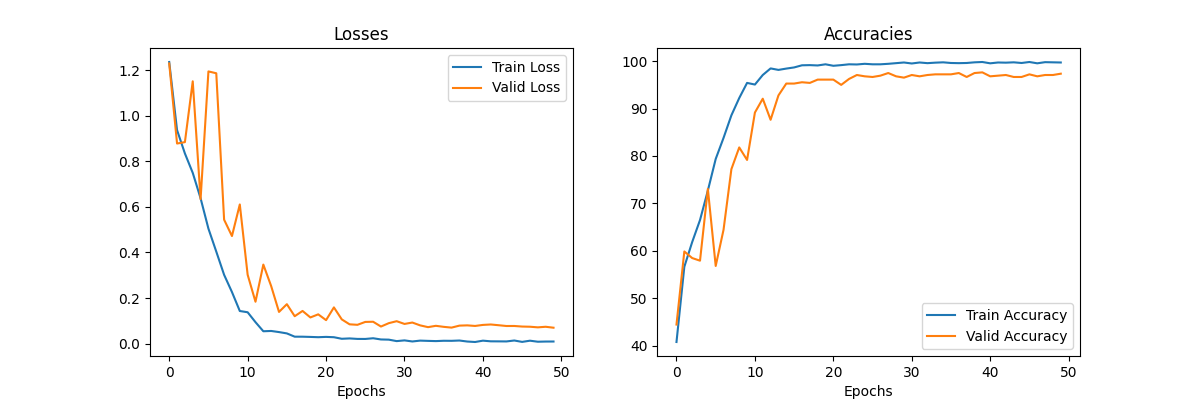 Losses
1.2
1.0
0.8
0.6
0.4
0.2
0.0
0 10 20 30 40 50
Epochs
Train Loss
Valid Loss
Accuracies
100
90
80
70
60
50
40
0 10 20 30 40 50
Epochs
Train Accuracy
Valid Accuracy